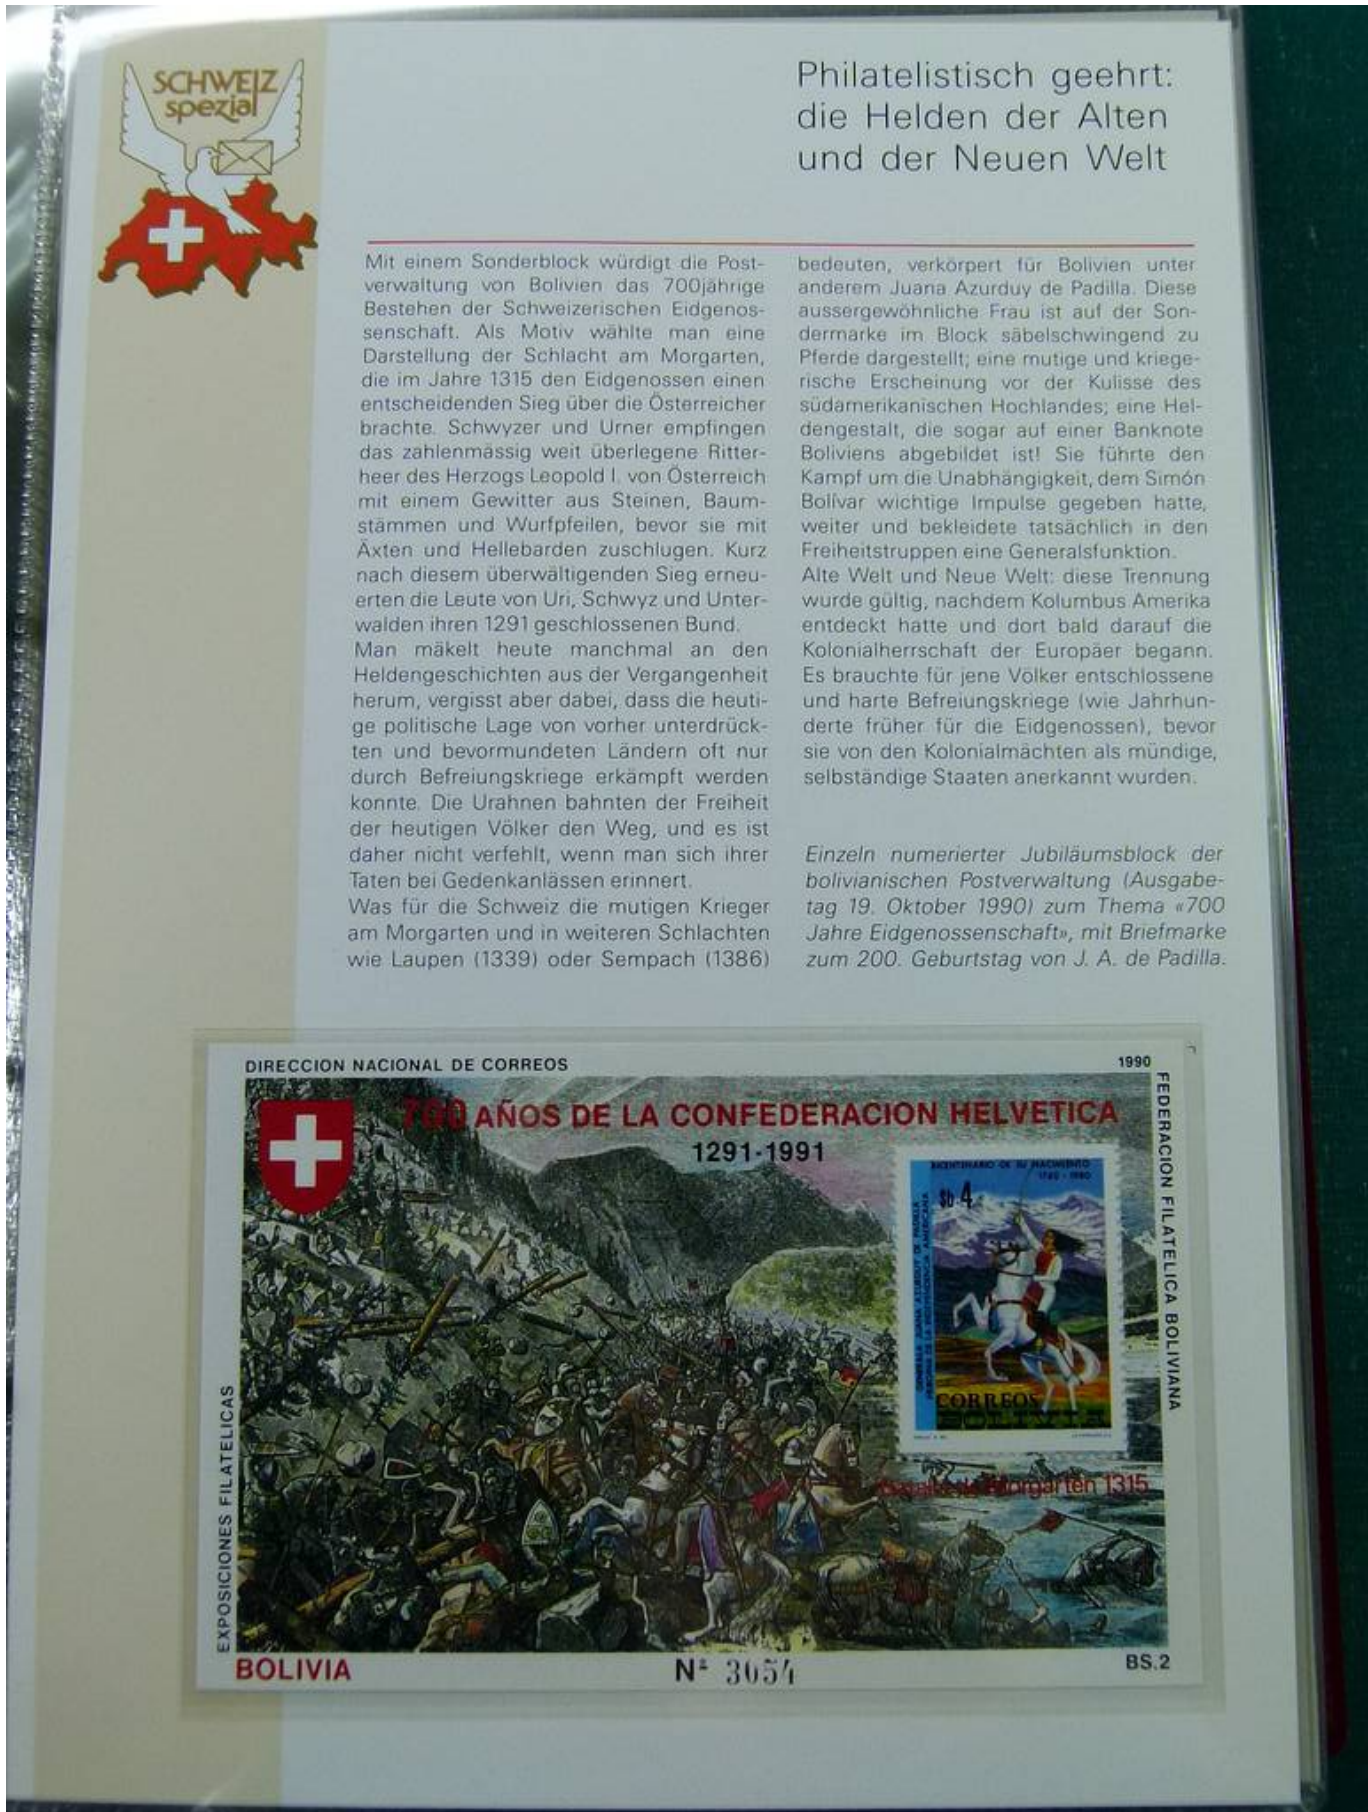 SCHWEIZ
spezial
Philatelistisch geehrt:
die Helden der Alten
und der Neuen Welt
Mit einem Sonderblock würdigt die Post-
verwaltung von Bolivien das 700jährige
Bestehen der Schweizerischen Eidgenos-
senschaft. Als Motiv wählte man eine
Darstellung der Schlacht am Morgarten,
die im Jahre 1315 den Eidgenossen einen
entscheidenden Sieg über die Österreicher
brachte. Schwyzer und Urner empfingen
das zahlenmässig weit überlegene Ritter-
heer des Herzogs Leopold I. von Österreich
mit einem Gewitter aus Steinen, Baum-
stämmen und Wurfpfeilen, bevor sie mit
Äxten und Hellebarden zuschlugen. Kurz
nach diesem überwältigenden Sieg erneu-
erten die Leute von Uri, Schwyz und Unter-
walden ihren 1291 geschlossenen Bund.
Man mäkelt heute manchmal an den
Heldengeschichten aus der Vergangenheit
herum, vergisst aber dabei, dass die heuti-
ge politische Lage von vorher unterdrück-
ten und bevormundeten Ländern oft nur
durch Befreiungskriege erkämpft werden
konnte. Die Urahnen bahnten der Freiheit
der heutigen Völker den Weg, und es ist
daher nicht verfehlt, wenn man sich ihrer
Taten bei Gedenkanlässen erinnert.
Was für die Schweiz die mutigen Krieger
am Morgarten und in weiteren Schlachten
wie Laupen (1339) oder Sempach (1386)
bedeuten, verkörpert für Bolivien unter
anderem Juana Azurduy de Padilla. Diese
aussergewöhnliche Frau ist auf der Son-
dermarke im Block säbelschwingend zu
Pferde dargestellt; eine mutige und kriege-
rische Erscheinung vor der Kulisse des
südamerikanischen Hochlandes; eine Hel-
dengestalt, die sogar auf einer Banknote
Boliviens abgebildet ist! Sie führte den
Kampf um die Unabhängigkeit, dem Simón
Bolívar wichtige Impulse gegeben hatte,
weiter und bekleidete tatsächlich in den
Freiheitstruppen eine Generalsfunktion.
Alte Welt und Neue Welt: diese Trennung
wurde gültig, nachdem Kolumbus Amerika
entdeckt hatte und dort bald darauf die
Kolonialherrschaft der Europäer begann.
Es brauchte für jene Völker entschlossene
und harte Befreiungskriege (wie Jahrhun-
derte früher für die Eidgenossen), bevor
sie von den Kolonialmächten als mündige,
selbständige Staaten anerkannt wurden.
Einzeln numerierter Jubiläumsblock der
bolivianischen Postverwaltung (Ausgabe-
tag 19. Oktober 1990) zum Thema «700
Jahre Eidgenossenschaft», mit Briefmarke
zum 200. Geburtstag von J. A. de Padilla.
DIRECCION NACIONAL DE CORREOS
1990
700 AÑOS DE LA CONFEDERACION HELVETICA
1291-1991
FEDERACION FILATELICA BOLIVIANA
BICENTENARIO DE SU NACIMIENTO
1780 - 1980
$b 4
GENERALA JUANA AZURDUY DE PADILLA
CORREOS
BOLIVIA
Batalla de Morgarten 1315
EXPOSICIONES FILATELICAS
BOLIVIA
Nº 3054
BS.2